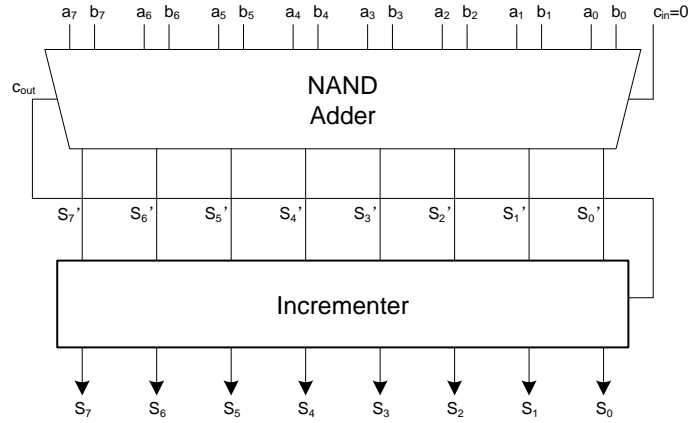 a₇ b₇ a₆ b₆ a₅ b₅ a₄ b₄ a₃ b₃ a₂ b₂ a₁ b₁ a₀ b₀ cᵢₙ=0
cₒᵤₜ
NAND
Adder
S₇’ S₆’ S₅’ S₄’ S₃’ S₂’ S₁’ S₀’
Incrementer
S₇ S₆ S₅ S₄ S₃ S₂ S₁ S₀